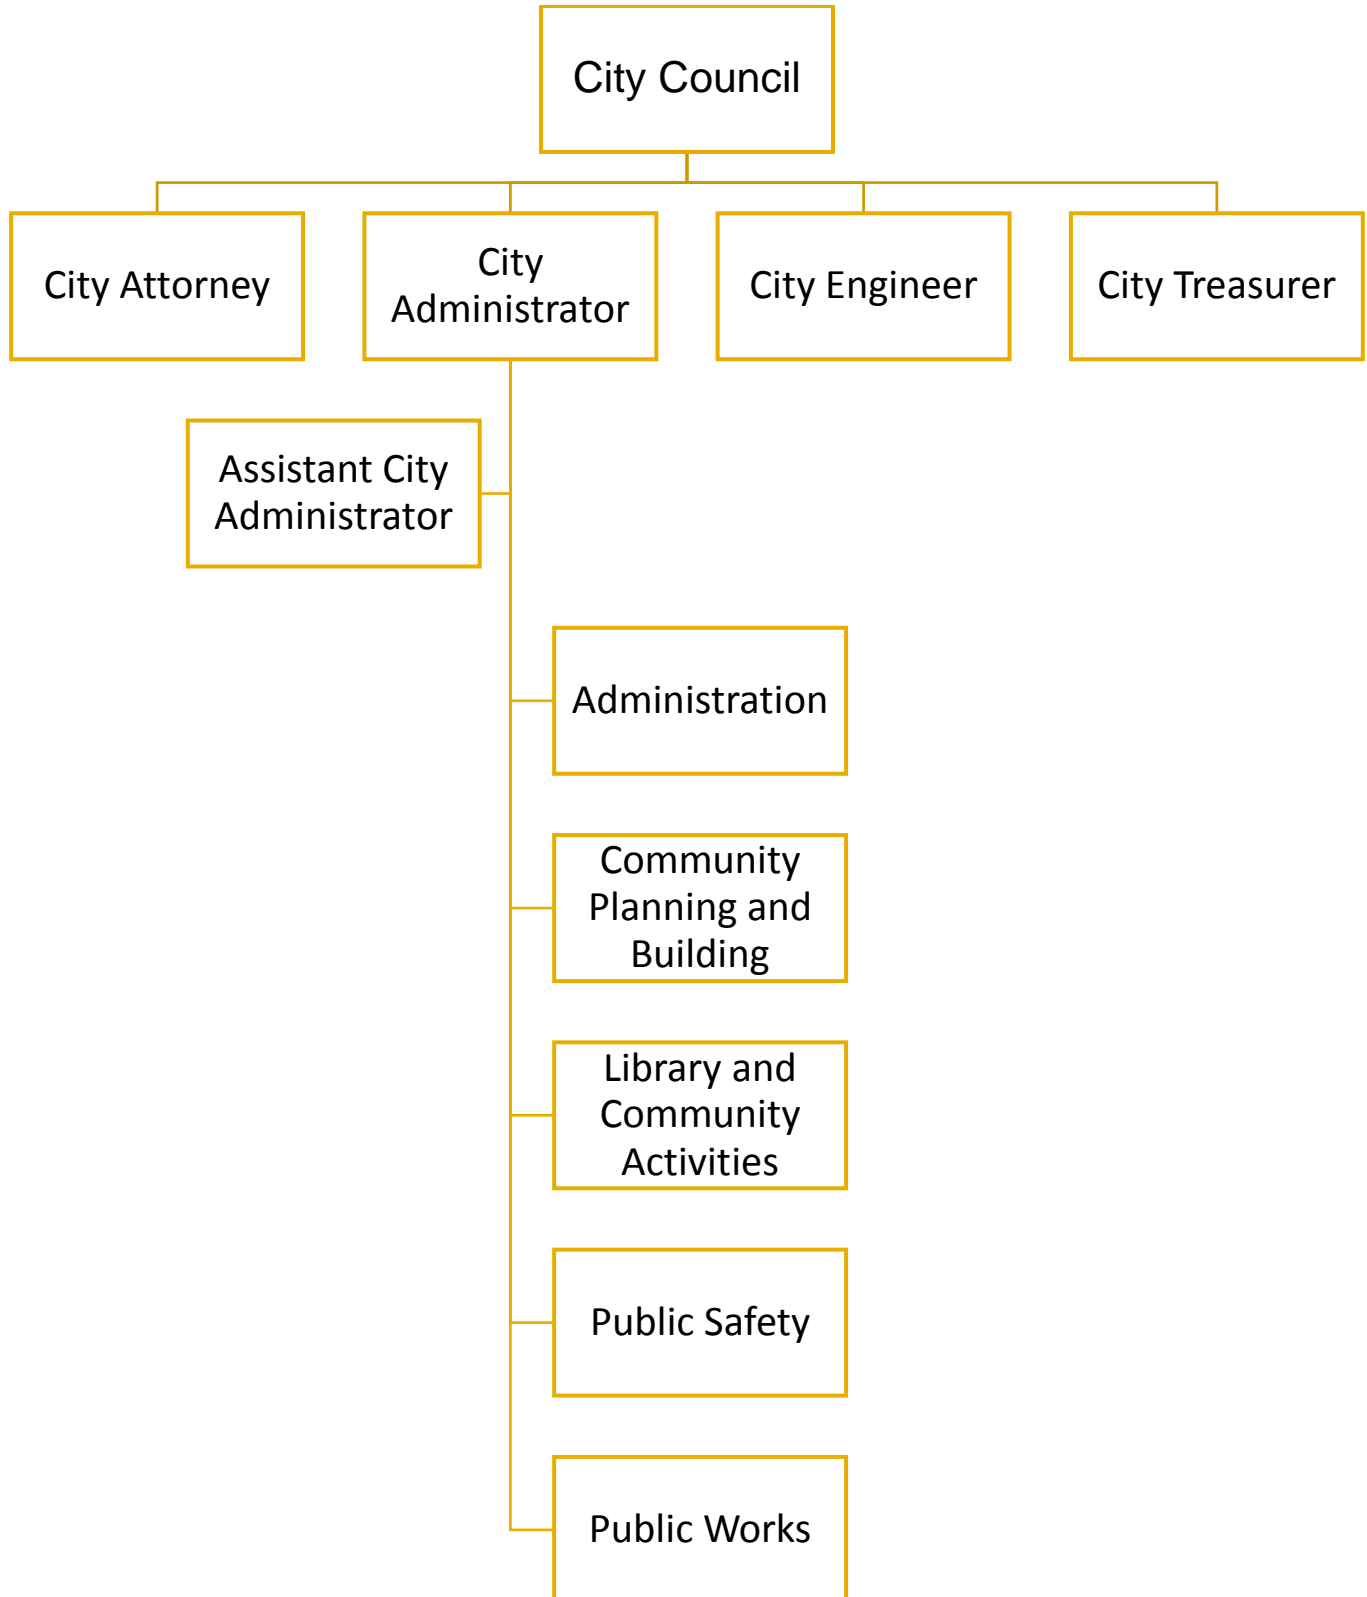 City Council
City Attorney
City
Administrator
City Engineer
City Treasurer
Assistant City
Administrator
Administration
Community
Planning and
Building
Library and
Community
Activities
Public Safety
Public Works